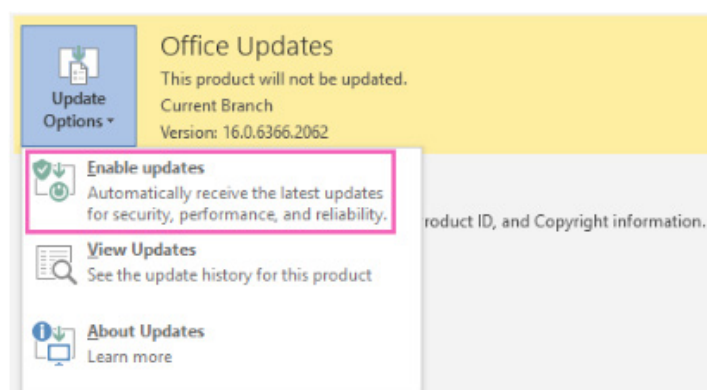 Office Updates
This product will not be updated.
Current Branch
Version: 16.0.6366.2062
Update
Options
Enable updates
Automatically receive the latest updates
for security, performance, and reliability.
roduct ID, and Copyright information.
View Updates
See the update history for this product
About Updates
Learn more